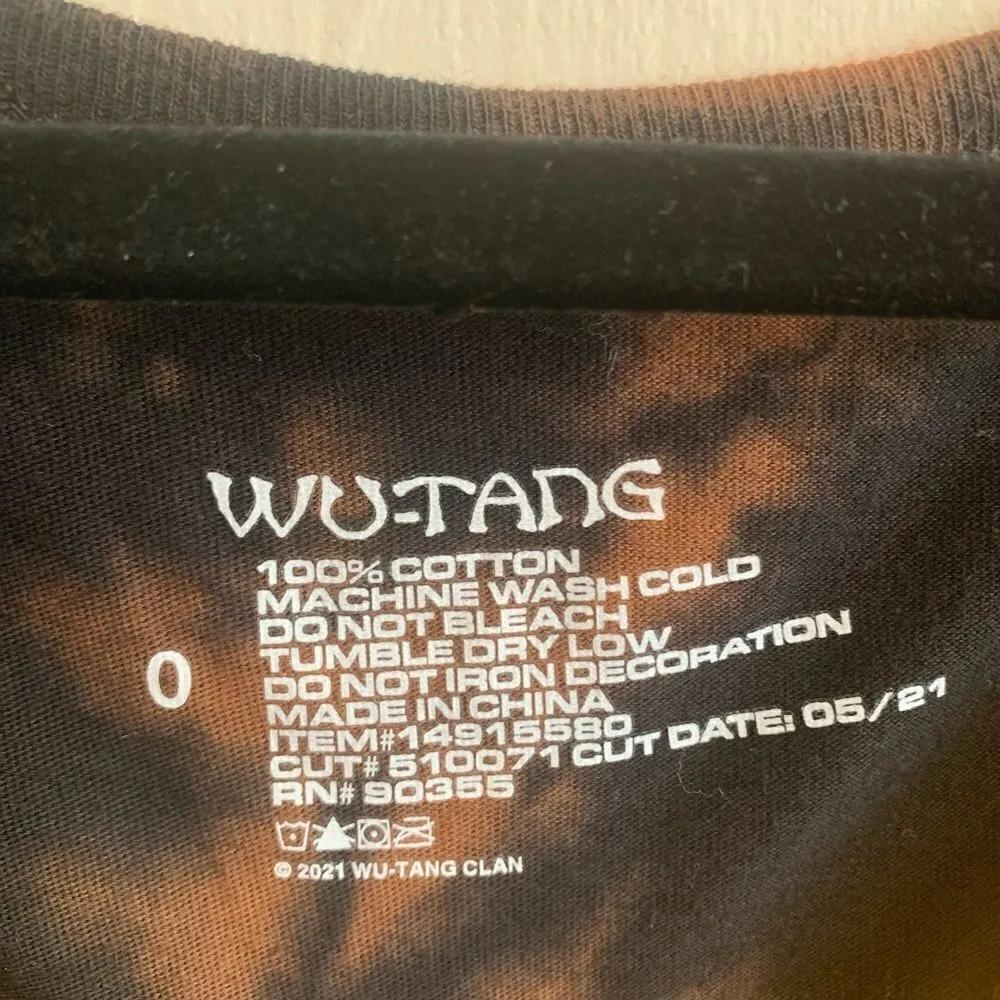 WU-TANG
100% COTTON
MACHINE WASH COLD
DO NOT BLEACH
TUMBLE DRY LOW
0
DO NOT IRON DECORATION
MADE IN CHINA
ITEM#14915580
CUT# 510071 CUT DATE: 05/21
RN# 90355
© 2021 WU-TANG CLAN